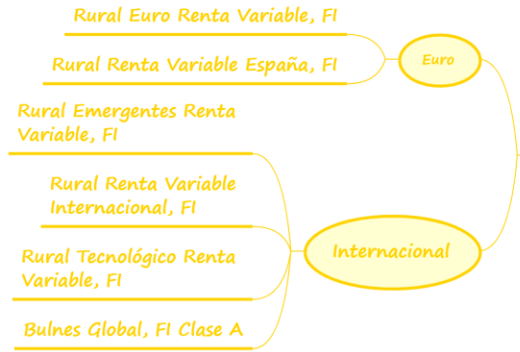 Rural Euro Renta Variable, FI
Rural Renta Variable España, FI
Euro
Rural Emergentes Renta
Variable, FI
Rural Renta Variable
Internacional, FI
Rural Tecnológico Renta
Variable, FI
Bulnes Global, FI Clase A
Internacional